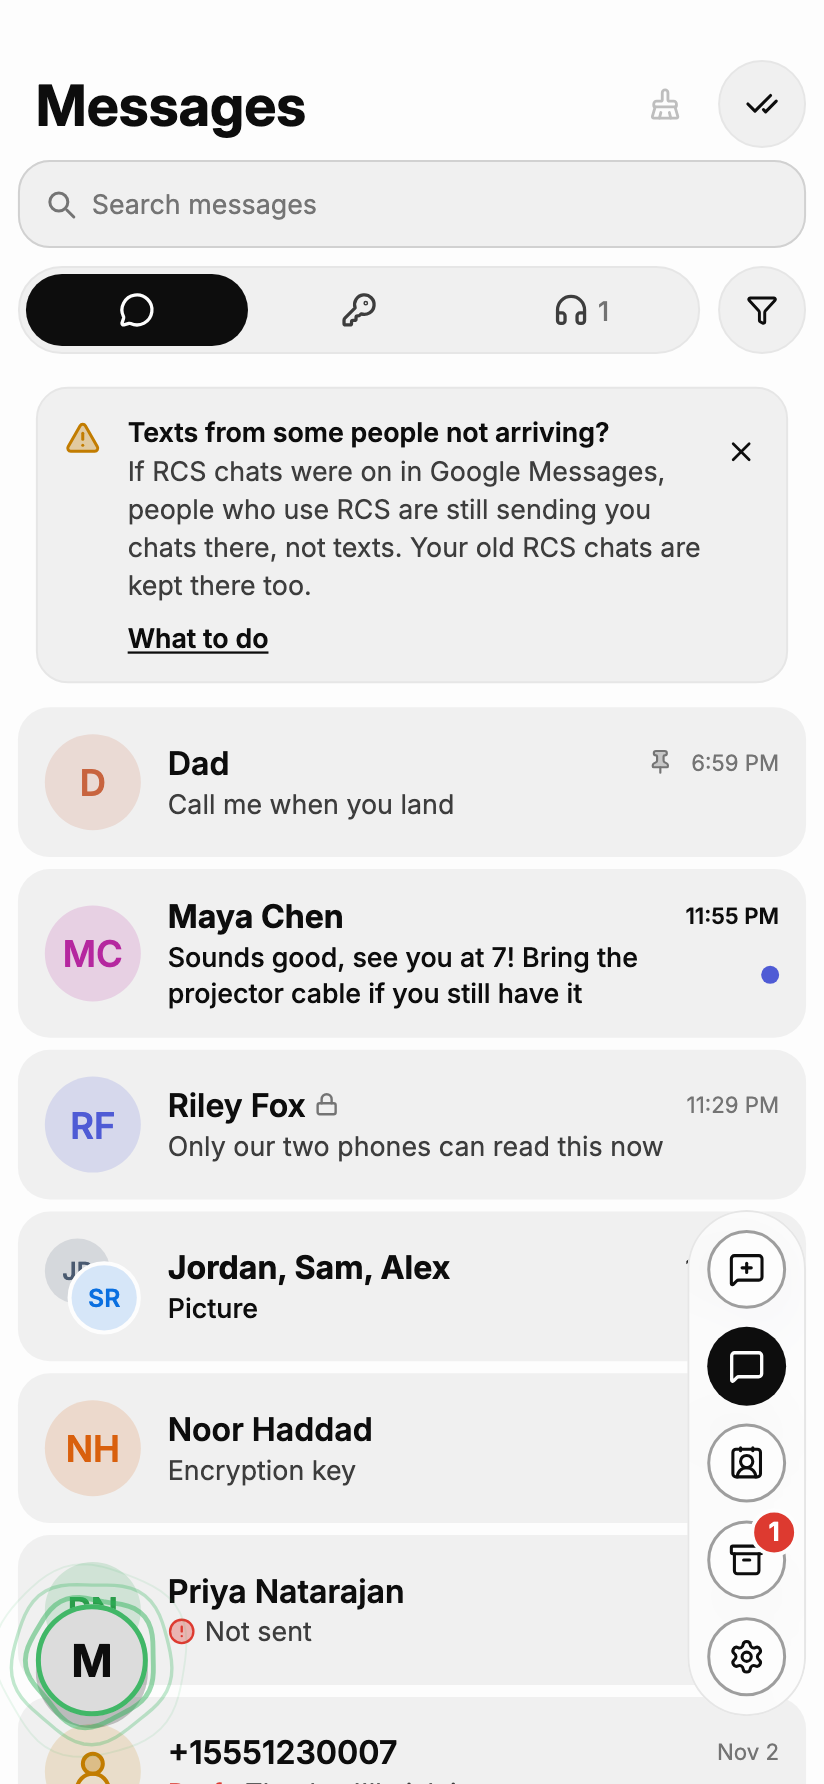 Messages
Search messages
1
Texts from some people not arriving?
If RCS chats were on in Google Messages,
people who use RCS are still sending you
chats there, not texts. Your old RCS chats are
kept there too.
What to do
D
Dad
6:59 PM
Call me when you land
MC
Maya Chen
11:55 PM
Sounds good, see you at 7! Bring the
projector cable if you still have it
RF
Riley Fox
11:29 PM
Only our two phones can read this now
SR
Jordan, Sam, Alex
Picture
NH
Noor Haddad
Encryption key
1
Priya Natarajan
Not sent
M
+15551230007
Nov 2